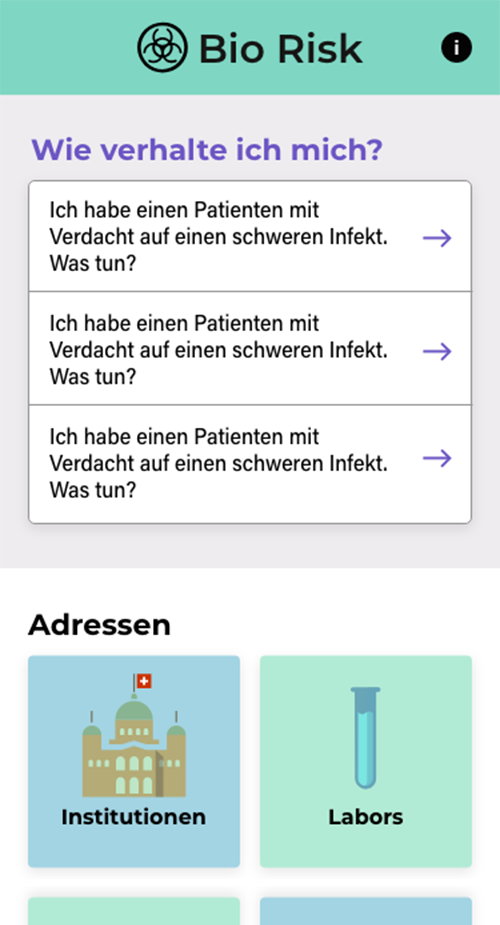 Bio Risk
i
Wie verhalte ich mich?
Ich habe einen Patienten mit
Verdacht auf einen schweren Infekt.
Was tun?
Ich habe einen Patienten mit
Verdacht auf einen schweren Infekt.
Was tun?
Ich habe einen Patienten mit
Verdacht auf einen schweren Infekt.
Was tun?
Adressen
Institutionen
Labors